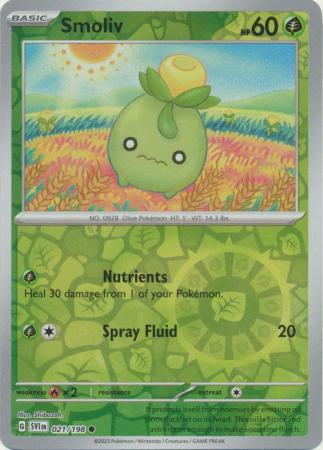 BASIC
Smoliv
HP 60
NO. 0928 Olive Pokémon HT: 1' WT: 14.3 lbs.
Nutrients
Heal 30 damage from 1 of your Pokémon.
Spray Fluid 20
weakness ×2 resistance retreat
Illus. Shibuzoh.
G SVI EN 021/198
It protects itself from enemies by emitting oil from
the fruit on its head. This oil is bitter and
astringent enough to make someone flinch.
©2023 Pokémon / Nintendo / Creatures / GAME FREAK